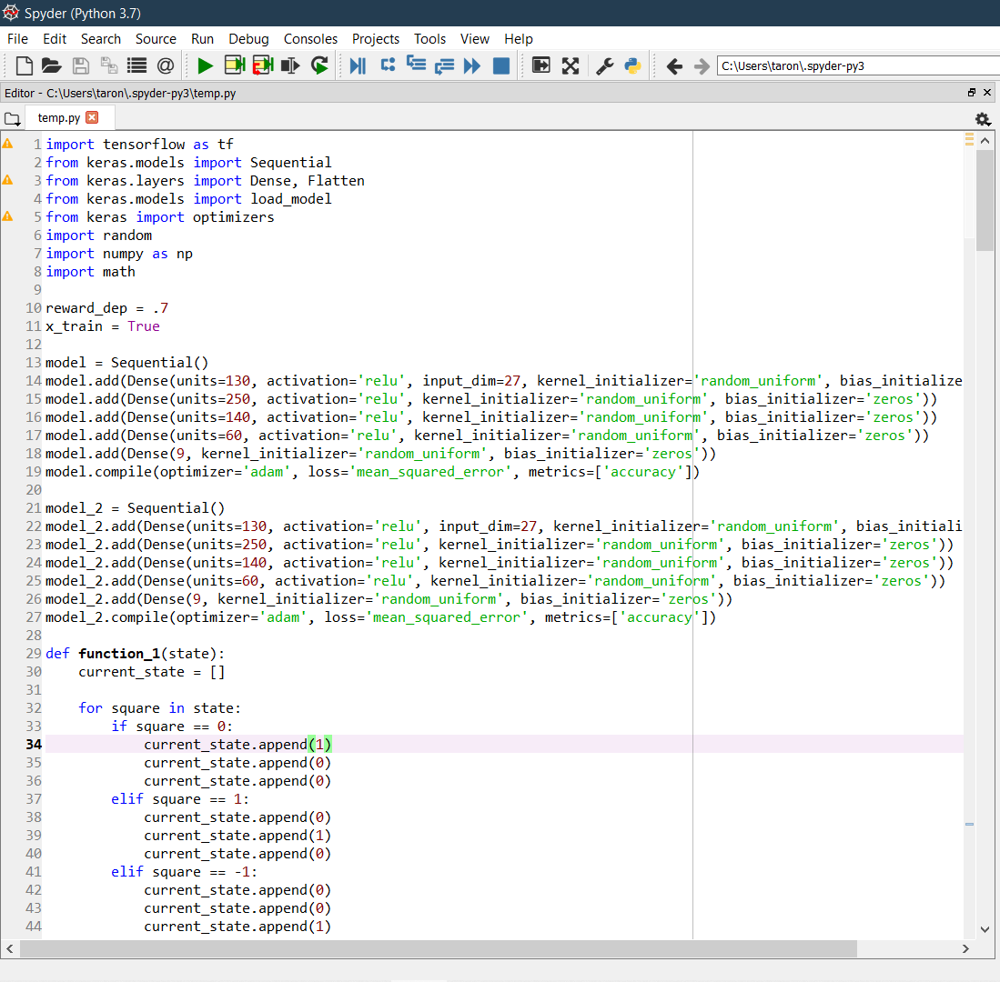 Spyder (Python 3.7)
File Edit Search Source Run Debug Consoles Projects Tools View Help
C:\Users\taron\.spyder-py3
Editor - C:\Users\taron\.spyder-py3\temp.py
temp.py
1 import tensorflow as tf
2 from keras.models import Sequential
3 from keras.layers import Dense, Flatten
4 from keras.models import load_model
5 from keras import optimizers
6 import random
7 import numpy as np
8 import math
9
10 reward_dep = .7
11 x_train = True
12
13 model = Sequential()
14 model.add(Dense(units=130, activation='relu', input_dim=27, kernel_initializer='random_uniform', bias_initialize
15 model.add(Dense(units=250, activation='relu', kernel_initializer='random_uniform', bias_initializer='zeros'))
16 model.add(Dense(units=140, activation='relu', kernel_initializer='random_uniform', bias_initializer='zeros'))
17 model.add(Dense(units=60, activation='relu', kernel_initializer='random_uniform', bias_initializer='zeros'))
18 model.add(Dense(9, kernel_initializer='random_uniform', bias_initializer='zeros'))
19 model.compile(optimizer='adam', loss='mean_squared_error', metrics=['accuracy'])
20
21 model_2 = Sequential()
22 model_2.add(Dense(units=130, activation='relu', input_dim=27, kernel_initializer='random_uniform', bias_initiali
23 model_2.add(Dense(units=250, activation='relu', kernel_initializer='random_uniform', bias_initializer='zeros'))
24 model_2.add(Dense(units=140, activation='relu', kernel_initializer='random_uniform', bias_initializer='zeros'))
25 model_2.add(Dense(units=60, activation='relu', kernel_initializer='random_uniform', bias_initializer='zeros'))
26 model_2.add(Dense(9, kernel_initializer='random_uniform', bias_initializer='zeros'))
27 model_2.compile(optimizer='adam', loss='mean_squared_error', metrics=['accuracy'])
28
29 def function_1(state):
30     current_state = []
31
32     for square in state:
33         if square == 0:
34             current_state.append(1)
35             current_state.append(0)
36             current_state.append(0)
37         elif square == 1:
38             current_state.append(0)
39             current_state.append(1)
40             current_state.append(0)
41         elif square == -1:
42             current_state.append(0)
43             current_state.append(0)
44             current_state.append(1)